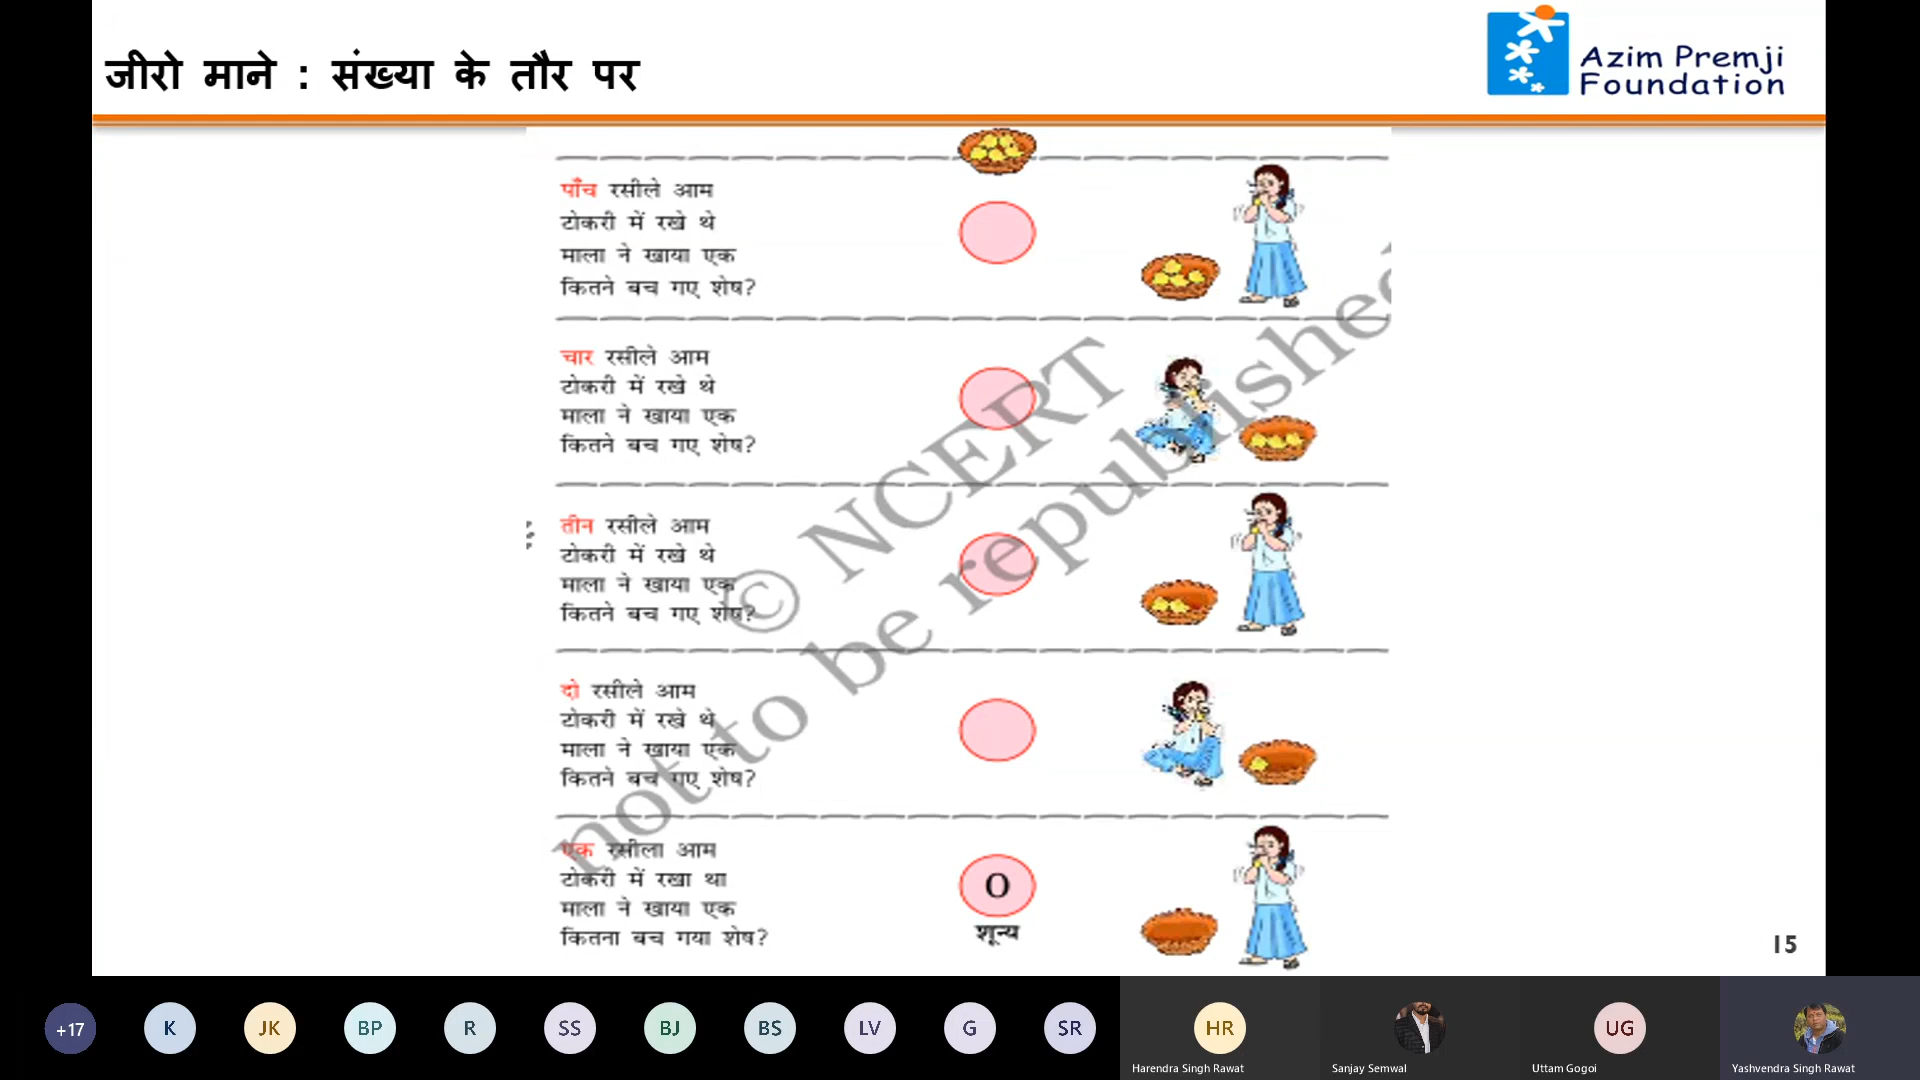 जीरो माने : संख्या के तौर पर
Azim Premji
Foundation
पाँच रसीले आम
टोकरी में रखे थे
माला ने खाया एक
कितने बच गए शेष?
चार रसीले आम
टोकरी में रखे थे
माला ने खाया एक
कितने बच गए शेष?
तीन रसीले आम
टोकरी में रखे थे
माला ने खाया एक
कितने बच गए शेष?
दो रसीले आम
टोकरी में रखे थे
माला ने खाया एक
कितने बच गए शेष?
एक रसीला आम
टोकरी में रखा था
माला ने खाया एक
कितना बच गया शेष?
0
शून्य
© NCERT
not to be republished
15
+17
K
JK
BP
R
SS
BJ
BS
LV
G
SR
HR
UG
Harendra Singh Rawat
Sanjay Semwal
Uttam Gogoi
Yashvendra Singh Rawat